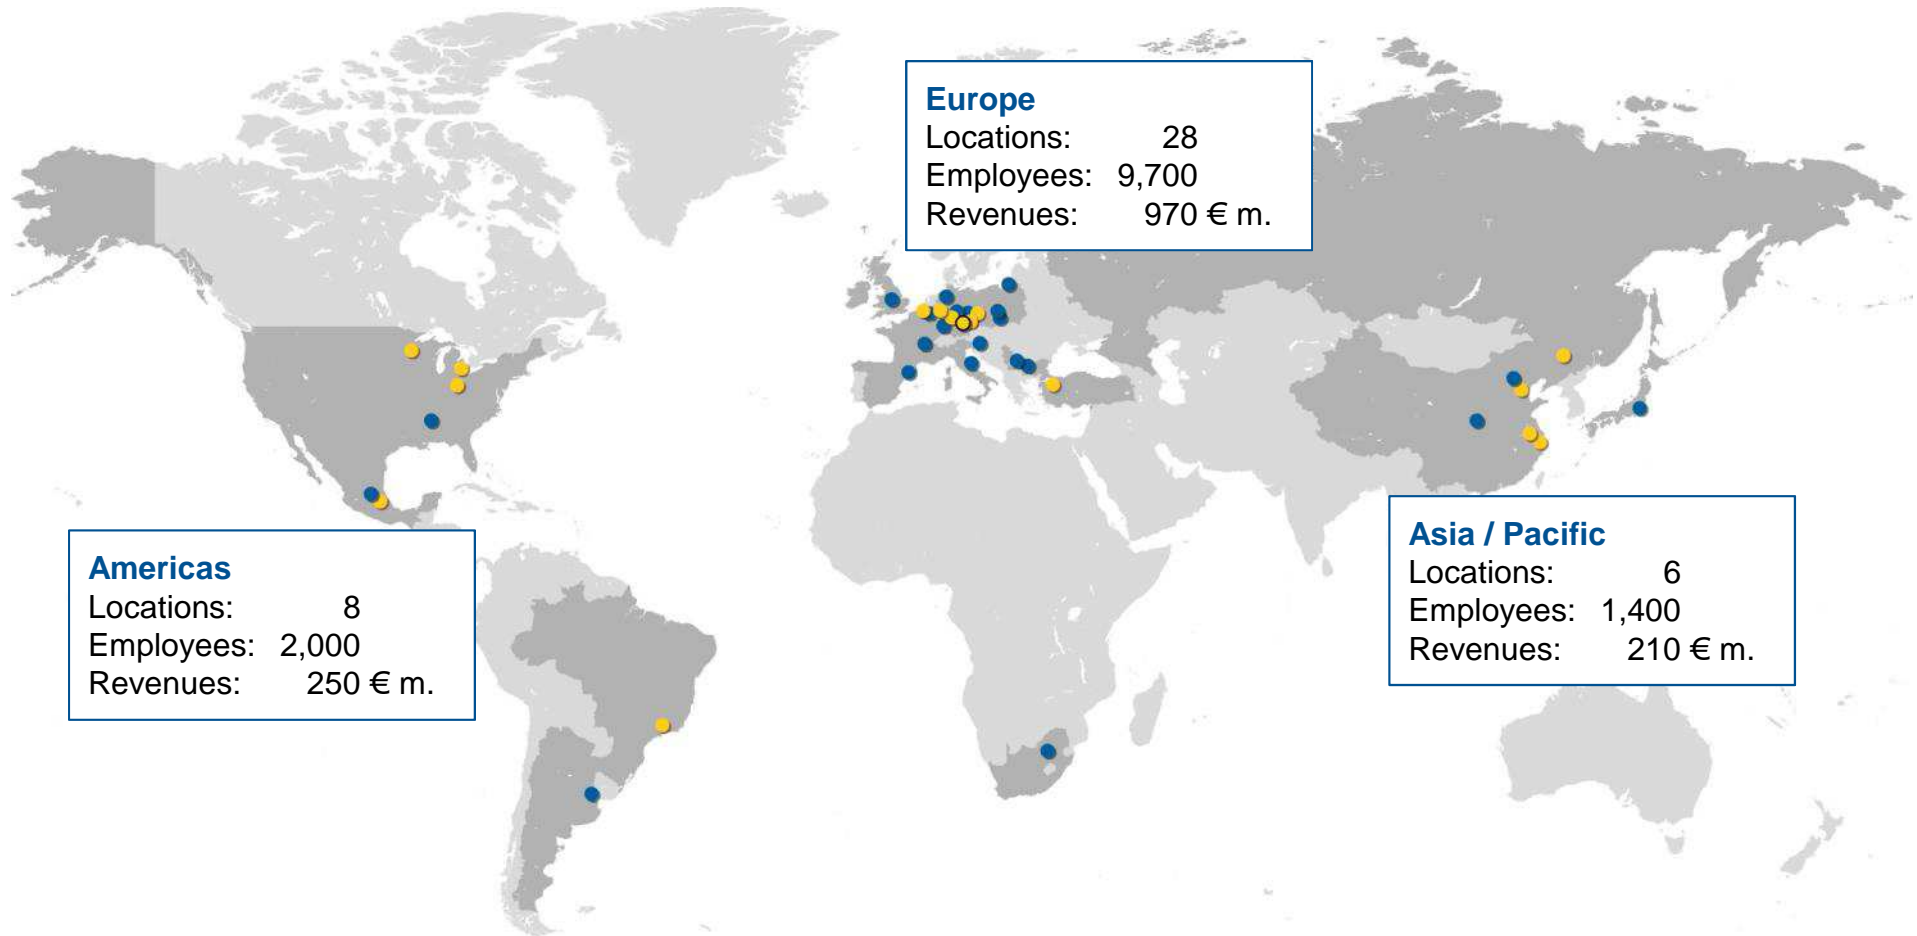 Europe
Locations: 28
Employees: 9,700
Revenues: 970 € m.
Americas
Locations: 8
Employees: 2,000
Revenues: 250 € m.
Asia / Pacific
Locations: 6
Employees: 1,400
Revenues: 210 € m.